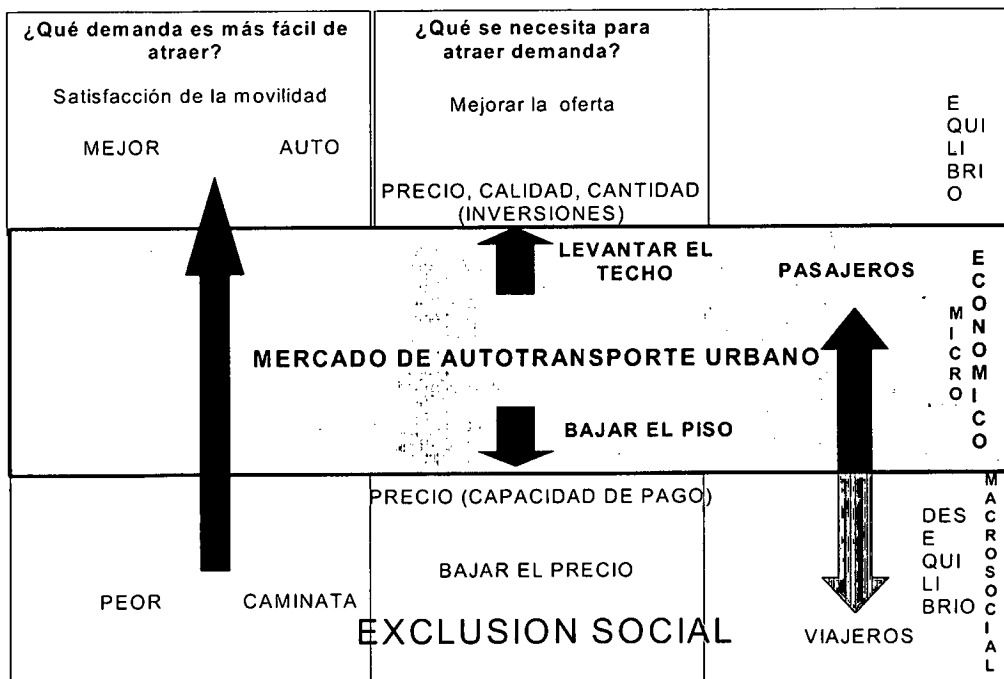 ¿Qué demanda es más fácil de
atraer?
Satisfacción de la movilidad
MEJOR AUTO
¿Qué se necesita para
atraer demanda?
Mejorar la oferta
PRECIO, CALIDAD, CANTIDAD
(INVERSIONES)
E
QUI
LI
BRI
O
LEVANTAR EL
TECHO
PASAJEROS
MERCADO DE AUTOTRANSPORTE URBANO
BAJAR EL PISO
MICRO
ECONOMICO
PRECIO (CAPACIDAD DE PAGO)
BAJAR EL PRECIO
PEOR CAMINATA
EXCLUSION SOCIAL
VIAJEROS
DES
E
QUI
LI
BRIO
MACROSOCIAL